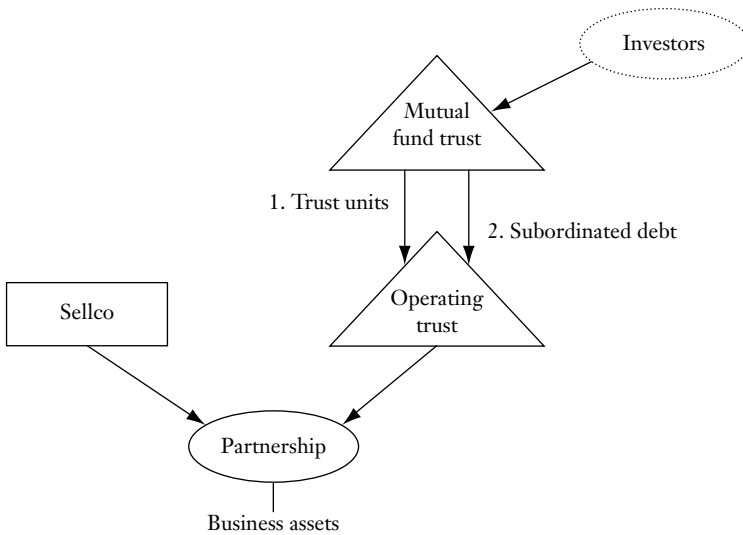 Investors
Mutual
fund trust
1. Trust units
2. Subordinated debt
Operating
trust
Sellco
Partnership
Business assets